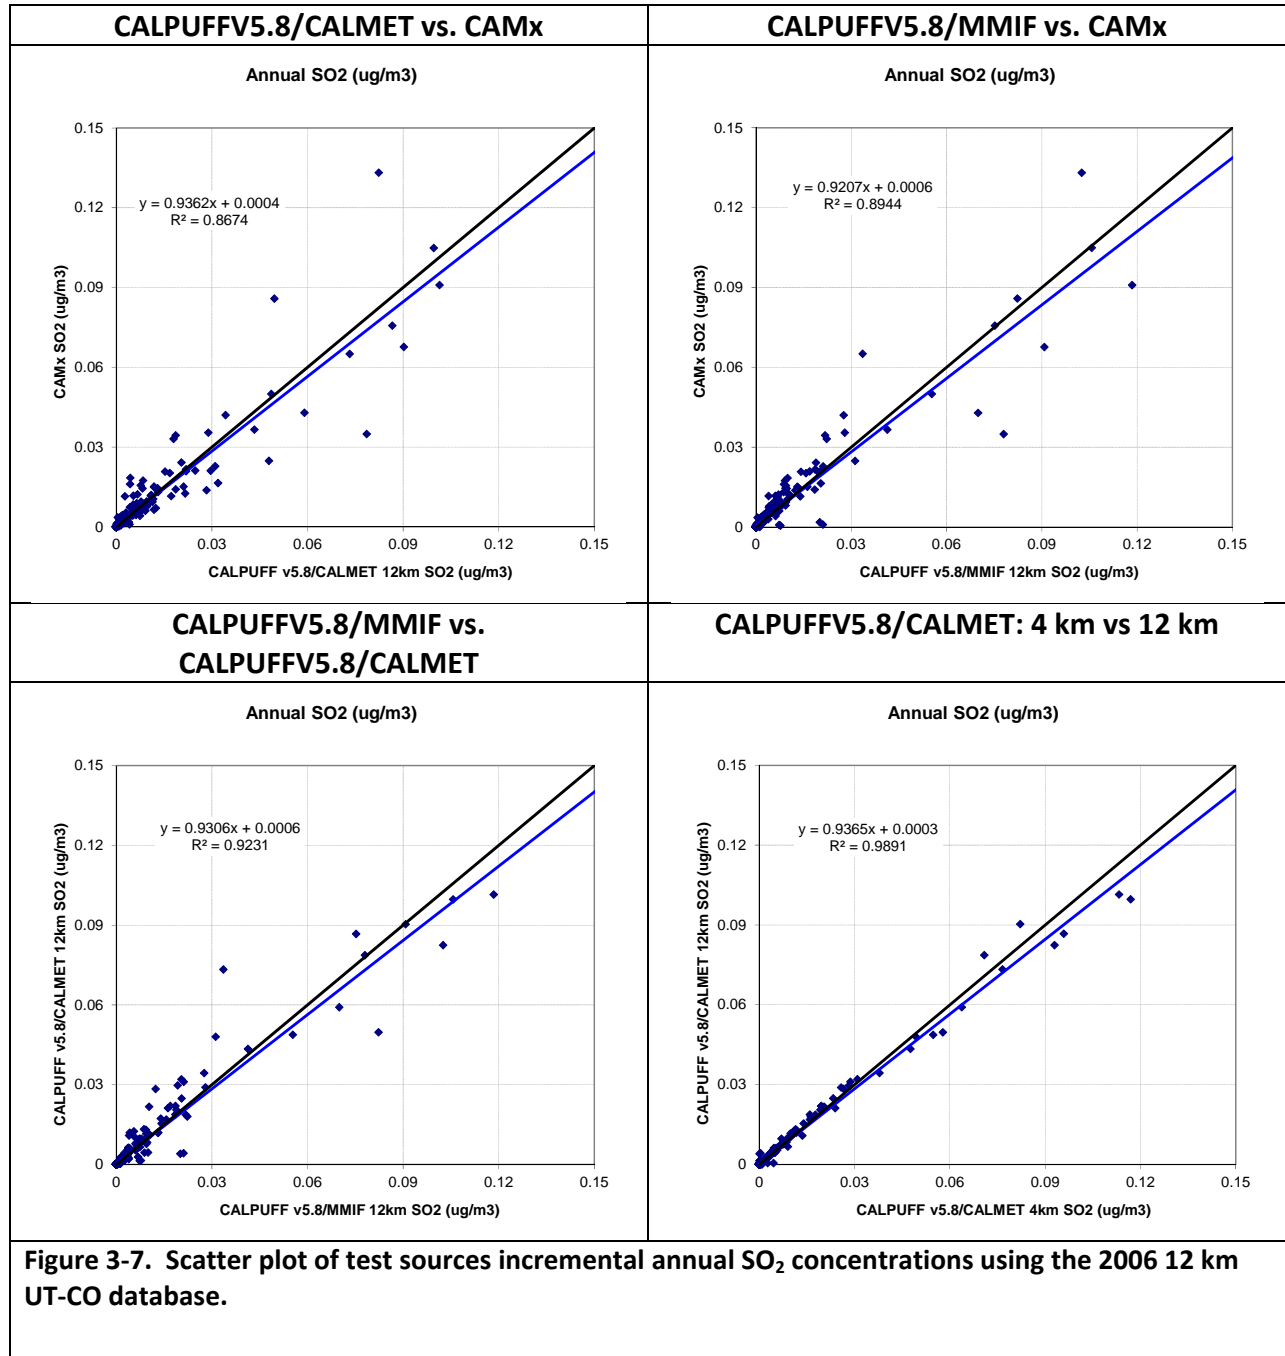 CALPUFFV5.8/CALMET vs. CAMx
Annual SO2 (ug/m3)
CAMx SO2 (ug/m3)
0.15
0.12
0.09
0.06
0.03
0
y = 0.9362x + 0.0004
R² = 0.8674
0 0.03 0.06 0.09 0.12 0.15
CALPUFF v5.8/CALMET 12km SO2 (ug/m3)
CALPUFFV5.8/MMIF vs. CAMx
Annual SO2 (ug/m3)
CAMx SO2 (ug/m3)
0.15
0.12
0.09
0.06
0.03
0
y = 0.9207x + 0.0006
R² = 0.8944
0 0.03 0.06 0.09 0.12 0.15
CALPUFF v5.8/MMIF 12km SO2 (ug/m3)
CALPUFFV5.8/MMIF vs.
CALPUFFV5.8/CALMET
Annual SO2 (ug/m3)
CALPUFF v5.8/CALMET 12km SO2 (ug/m3)
0.15
0.12
0.09
0.06
0.03
0
y = 0.9306x + 0.0006
R² = 0.9231
0 0.03 0.06 0.09 0.12 0.15
CALPUFF v5.8/MMIF 12km SO2 (ug/m3)
CALPUFFV5.8/CALMET: 4 km vs 12 km
Annual SO2 (ug/m3)
CALPUFF v5.8/CALMET 12km SO2 (ug/m3)
0.15
0.12
0.09
0.06
0.03
0
y = 0.9365x + 0.0003
R² = 0.9891
0 0.03 0.06 0.09 0.12 0.15
CALPUFF v5.8/CALMET 4km SO2 (ug/m3)
Figure 3-7. Scatter plot of test sources incremental annual SO₂ concentrations using the 2006 12 km
UT-CO database.